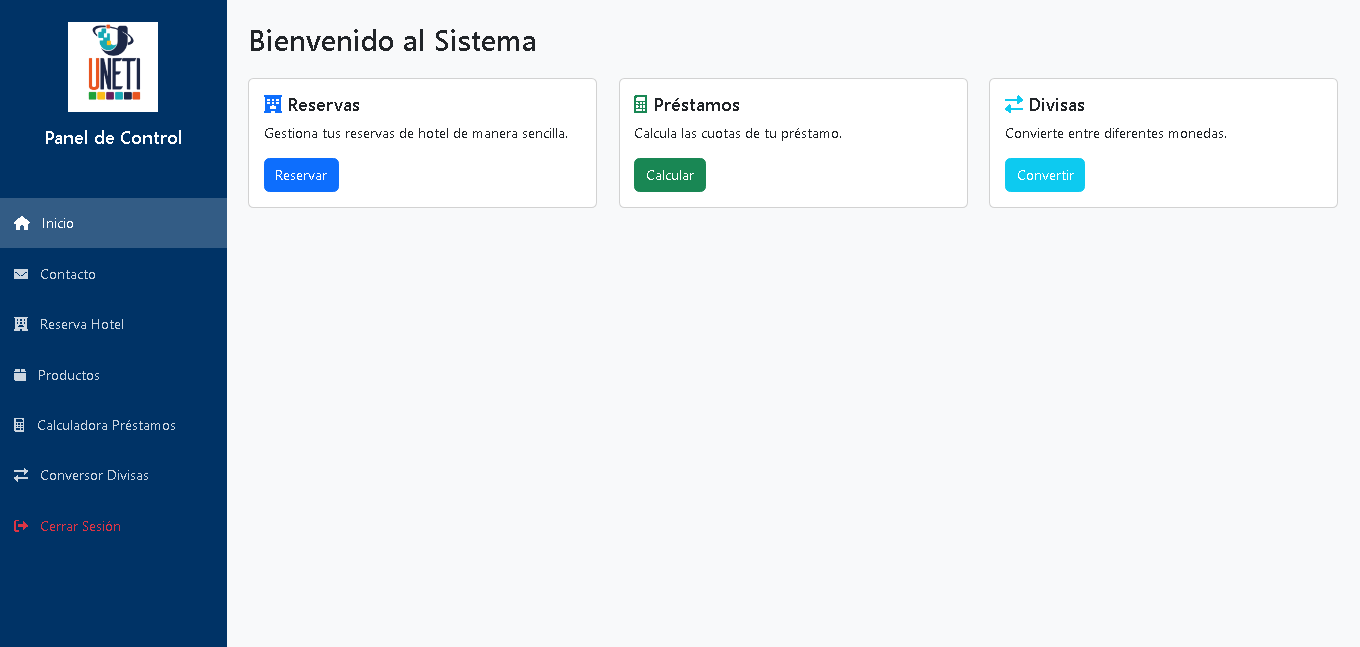 UNETI
Panel de Control
Inicio
Contacto
Reserva Hotel
Productos
Calculadora Préstamos
Conversor Divisas
Cerrar Sesión
Bienvenido al Sistema
Reservas
Gestiona tus reservas de hotel de manera sencilla.
Reservar
Préstamos
Calcula las cuotas de tu préstamo.
Calcular
Divisas
Convierte entre diferentes monedas.
Convertir